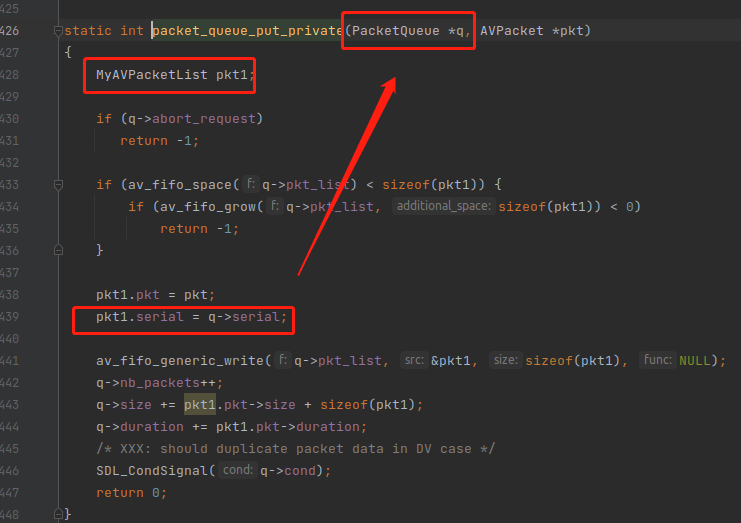 425
426 static int packet_queue_put_private(PacketQueue *q, AVPacket *pkt)
427 {
428 MyAVPacketList pkt1;
429
430 if (q->abort_request)
431 return -1;
432
433 if (av_fifo_space( f: q->pkt_list) < sizeof(pkt1)) {
434 if (av_fifo_grow( f: q->pkt_list, additional_space: sizeof(pkt1)) < 0)
435 return -1;
436 }
437
438 pkt1.pkt = pkt;
439 pkt1.serial = q->serial;
440
441 av_fifo_generic_write( f: q->pkt_list, src: &pkt1, size: sizeof(pkt1), func: NULL);
442 q->nb_packets++;
443 q->size += pkt1.pkt->size + sizeof(pkt1);
444 q->duration += pkt1.pkt->duration;
445 /* XXX: should duplicate packet data in DV case */
446 SDL_CondSignal( cond: q->cond);
447 return 0;
448 }